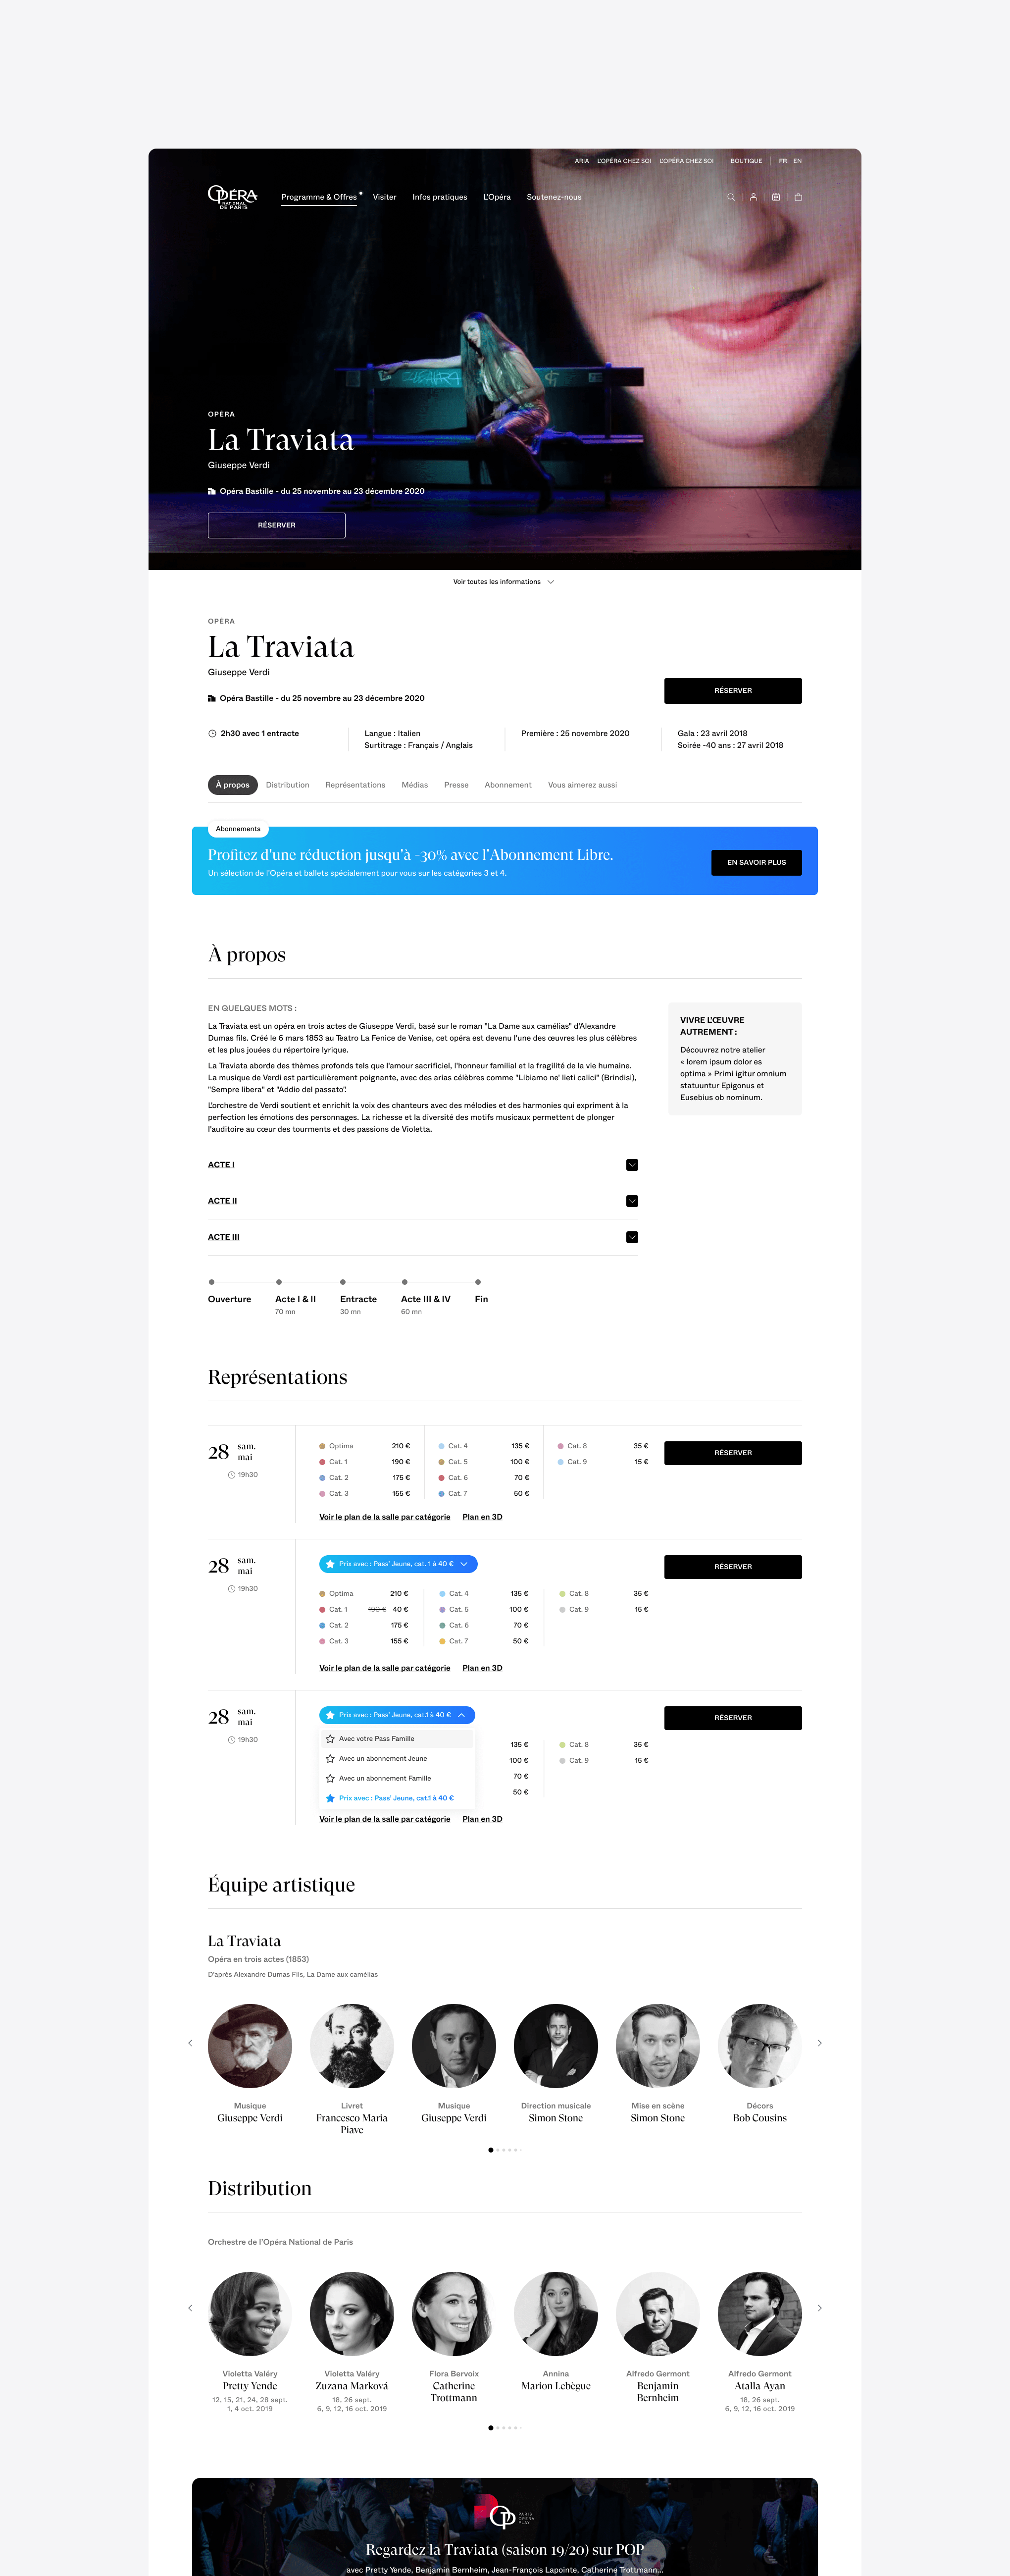 ARIA L'OPÉRA CHEZ SOI L'OPÉRA CHEZ SOI BOUTIQUE FR EN
OPÉRA
NATIONAL
DE PARIS
Programme & Offres Visiter Infos pratiques L'Opéra Soutenez-nous
OPÉRA
La Traviata
Giuseppe Verdi
Opéra Bastille - du 25 novembre au 23 décembre 2020
RÉSERVER
Voir toutes les informations
OPÉRA
La Traviata
Giuseppe Verdi
Opéra Bastille - du 25 novembre au 23 décembre 2020
RÉSERVER
2h30 avec 1 entracte
Langue : Italien
Surtitrage : Français / Anglais
Première : 25 novembre 2020
Gala : 23 avril 2018
Soirée -40 ans : 27 avril 2018
À propos Distribution Représentations Médias Presse Abonnement Vous aimerez aussi
Abonnements
Profitez d'une réduction jusqu'à -30% avec l'Abonnement Libre.
Un sélection de l'Opéra et ballets spécialement pour vous sur les catégories 3 et 4.
EN SAVOIR PLUS
À propos
EN QUELQUES MOTS :
La Traviata est un opéra en trois actes de Giuseppe Verdi, basé sur le roman "La Dame aux camélias" d'Alexandre
Dumas fils. Créé le 6 mars 1853 au Teatro La Fenice de Venise, cet opéra est devenu l'une des œuvres les plus célèbres
et les plus jouées du répertoire lyrique.
La Traviata aborde des thèmes profonds tels que l'amour sacrificiel, l'honneur familial et la fragilité de la vie humaine.
La musique de Verdi est particulièrement poignante, avec des arias célèbres comme "Libiamo ne' lieti calici" (Brindisi),
"Sempre libera" et "Addio del passato".
L'orchestre de Verdi soutient et enrichit la voix des chanteurs avec des mélodies et des harmonies qui expriment à la
perfection les émotions des personnages. La richesse et la diversité des motifs musicaux permettent de plonger
l'auditoire au cœur des tourments et des passions de Violetta.
VIVRE L'ŒUVRE
AUTREMENT :
Découvrez notre atelier
« lorem ipsum dolor es
optima » Primi igitur omnium
statuuntur Epigonus et
Eusebius ob nominum.
ACTE I
ACTE II
ACTE III
Ouverture Acte I & II Entracte Acte III & IV Fin
70 mn 30 mn 60 mn
Représentations
28 sam.
mai
19h30
Optima 210 € Cat. 4 135 € Cat. 8 35 €
Cat. 1 190 € Cat. 5 100 € Cat. 9 15 €
Cat. 2 175 € Cat. 6 70 €
Cat. 3 155 € Cat. 7 50 €
RÉSERVER
Voir le plan de la salle par catégorie Plan en 3D
28 sam.
mai
19h30
Prix avec : Pass' Jeune, cat. 1 à 40 €
RÉSERVER
Optima 210 € Cat. 4 135 € Cat. 8 35 €
Cat. 1 190 € 40 € Cat. 5 100 € Cat. 9 15 €
Cat. 2 175 € Cat. 6 70 €
Cat. 3 155 € Cat. 7 50 €
Voir le plan de la salle par catégorie Plan en 3D
28 sam.
mai
19h30
Prix avec : Pass' Jeune, cat.1 à 40 €
RÉSERVER
Avec votre Pass Famille
Avec un abonnement Jeune
Avec un abonnement Famille
Prix avec : Pass' Jeune, cat.1 à 40 €
135 € Cat. 8 35 €
100 € Cat. 9 15 €
70 €
50 €
Voir le plan de la salle par catégorie Plan en 3D
Équipe artistique
La Traviata
Opéra en trois actes (1853)
D'après Alexandre Dumas Fils, La Dame aux camélias
Musique
Giuseppe Verdi
Livret
Francesco Maria
Piave
Musique
Giuseppe Verdi
Direction musicale
Simon Stone
Mise en scène
Simon Stone
Décors
Bob Cousins
Distribution
Orchestre de l'Opéra National de Paris
Violetta Valéry
Pretty Yende
12, 15, 21, 24, 28 sept.
1, 4 oct. 2019
Violetta Valéry
Zuzana Marková
18, 26 sept.
6, 9, 12, 16 oct. 2019
Flora Bervoix
Catherine
Trottmann
Annina
Marion Lebègue
Alfredo Germont
Benjamin
Bernheim
Alfredo Germont
Atalla Ayan
18, 26 sept.
6, 9, 12, 16 oct. 2019
PARIS
OPERA
PLAY
Regardez la Traviata (saison 19/20) sur POP
avec Pretty Yende, Benjamin Bernheim, Jean-François Lapointe, Catherine Trottmann...